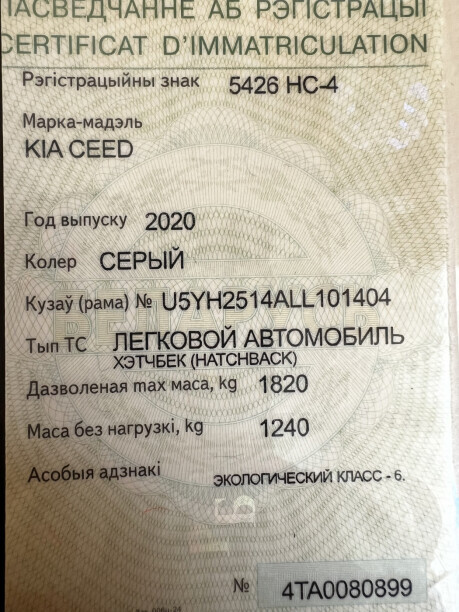 ПАСВЕДЧАННЕ АБ РЭГІСТРАЦЫІ
CERTIFICAT D'IMMATRICULATION
Рэгістрацыйны знак 5426 HC-4
Марка-мадэль
KIA CEED
Год выпуску 2020
Колер СЕРЫЙ
Кузаў (рама) № U5YH2514ALL101404
Тып ТС ЛЕГКОВОЙ АВТОМОБИЛЬ
ХЭТЧБЕК (HATCHBACK)
Дазволеная max маса, kg 1820
Маса без нагрузкі, kg 1240
Асобыя адзнакі ЭКОЛОГИЧЕСКИЙ КЛАСС - 6.
№ 4TA0080899